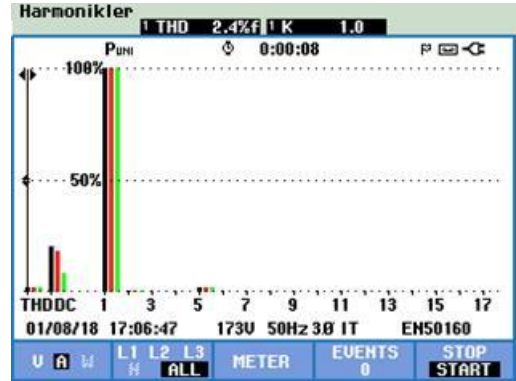 Harmonikler
1 THD 2.4%f 1 K 1.0
PUNI 0:00:08
100%
50%
THDDC 1 3 5 7 9 11 13 15 17
01/08/18 17:06:47 173V 50Hz 3.0' IT EN50160
V A W L1 L2 L3 N ALL METER EVENTS 0 STOP START